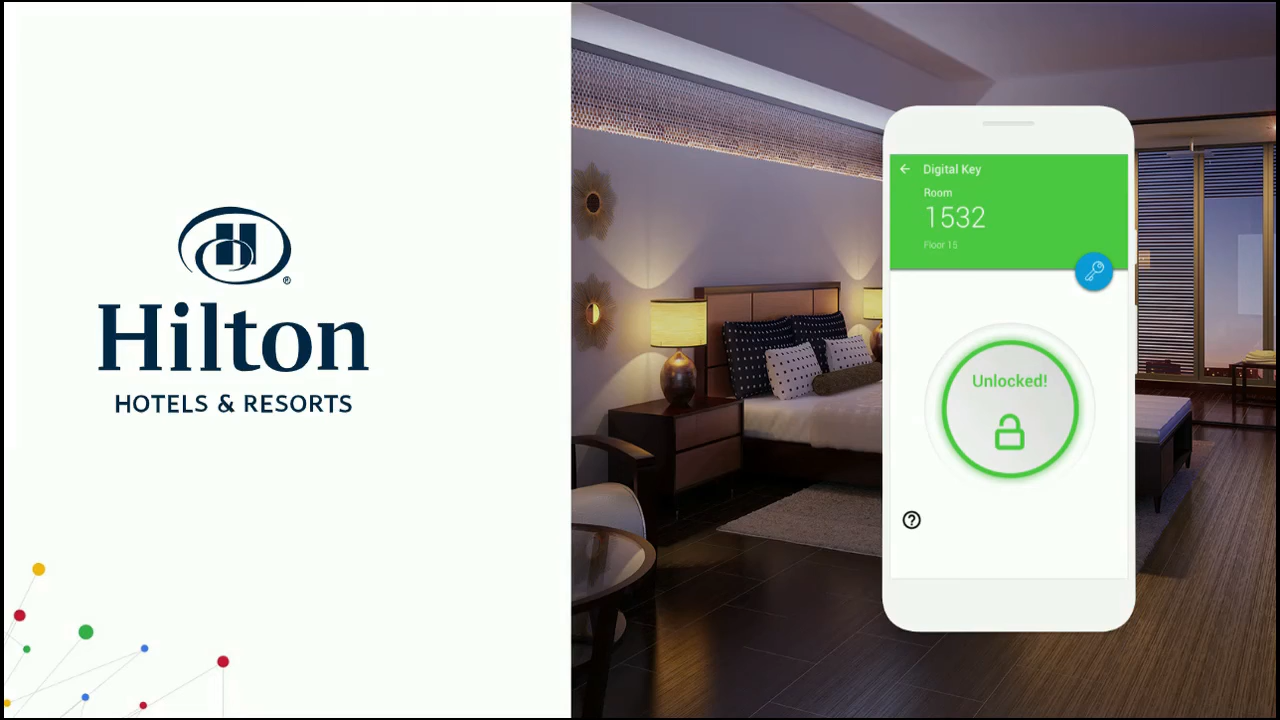 Hilton
HOTELS & RESORTS
Digital Key
Room
1532
Floor 15
Unlocked!